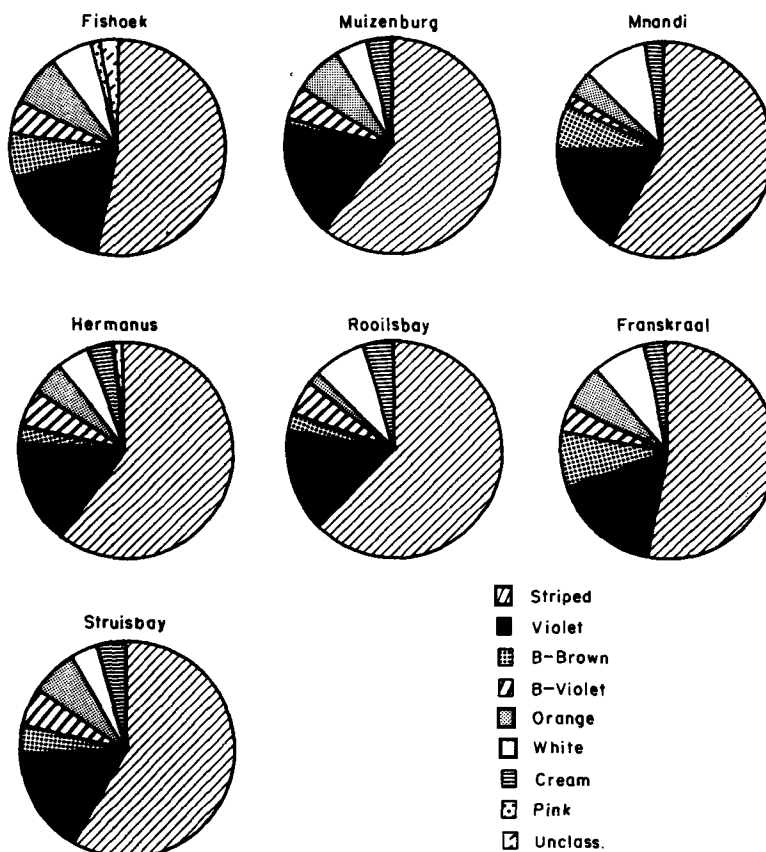 Fishoek
Muizenburg
Mnandi
Hermanus
Rooilsbay
Franskraal
Struisbay
Striped
Violet
B-Brown
B-Violet
Orange
White
Cream
Pink
Unclass.